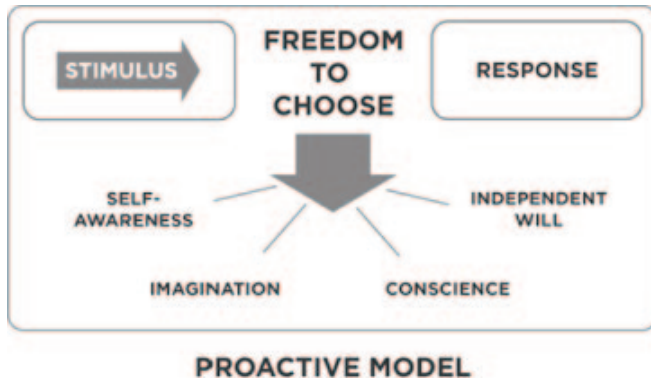 STIMULUS
FREEDOM
TO
CHOOSE
RESPONSE
SELF-
AWARENESS
IMAGINATION
CONSCIENCE
INDEPENDENT
WILL
PROACTIVE MODEL